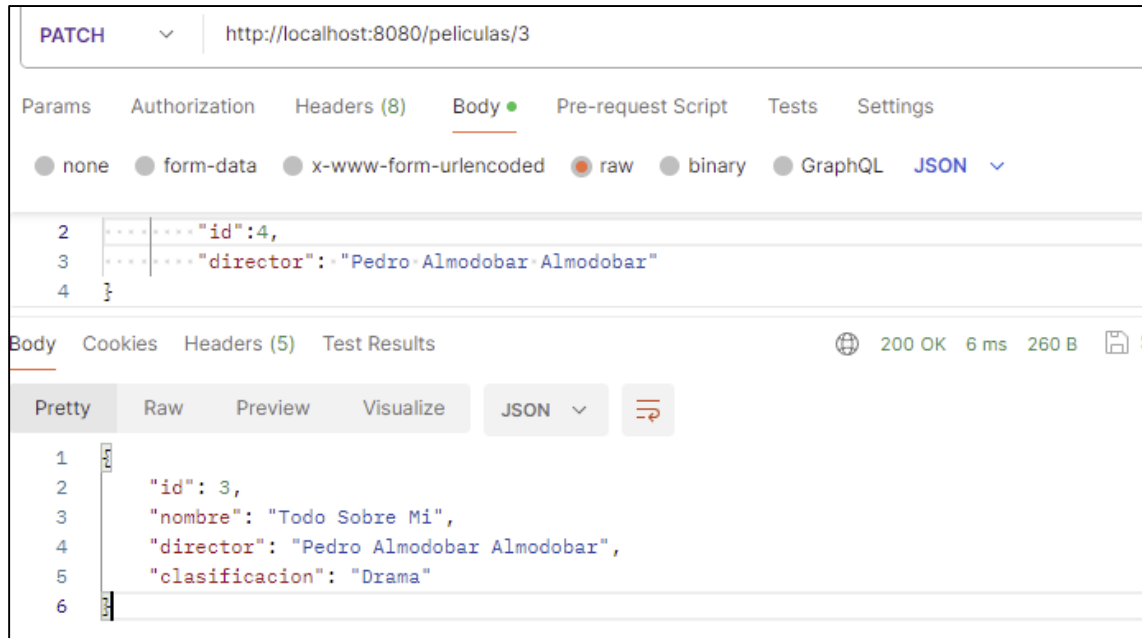 PATCH http://localhost:8080/peliculas/3
Params Authorization Headers (8) Body Pre-request Script Tests Settings
none form-data x-www-form-urlencoded raw binary GraphQL JSON
2 "id":4,
3 "director": "Pedro Almodobar Almodobar"
4 }
Body Cookies Headers (5) Test Results 200 OK 6 ms 260 B
Pretty Raw Preview Visualize JSON
1 {
2 "id": 3,
3 "nombre": "Todo Sobre Mi",
4 "director": "Pedro Almodobar Almodobar",
5 "clasificacion": "Drama"
6 }